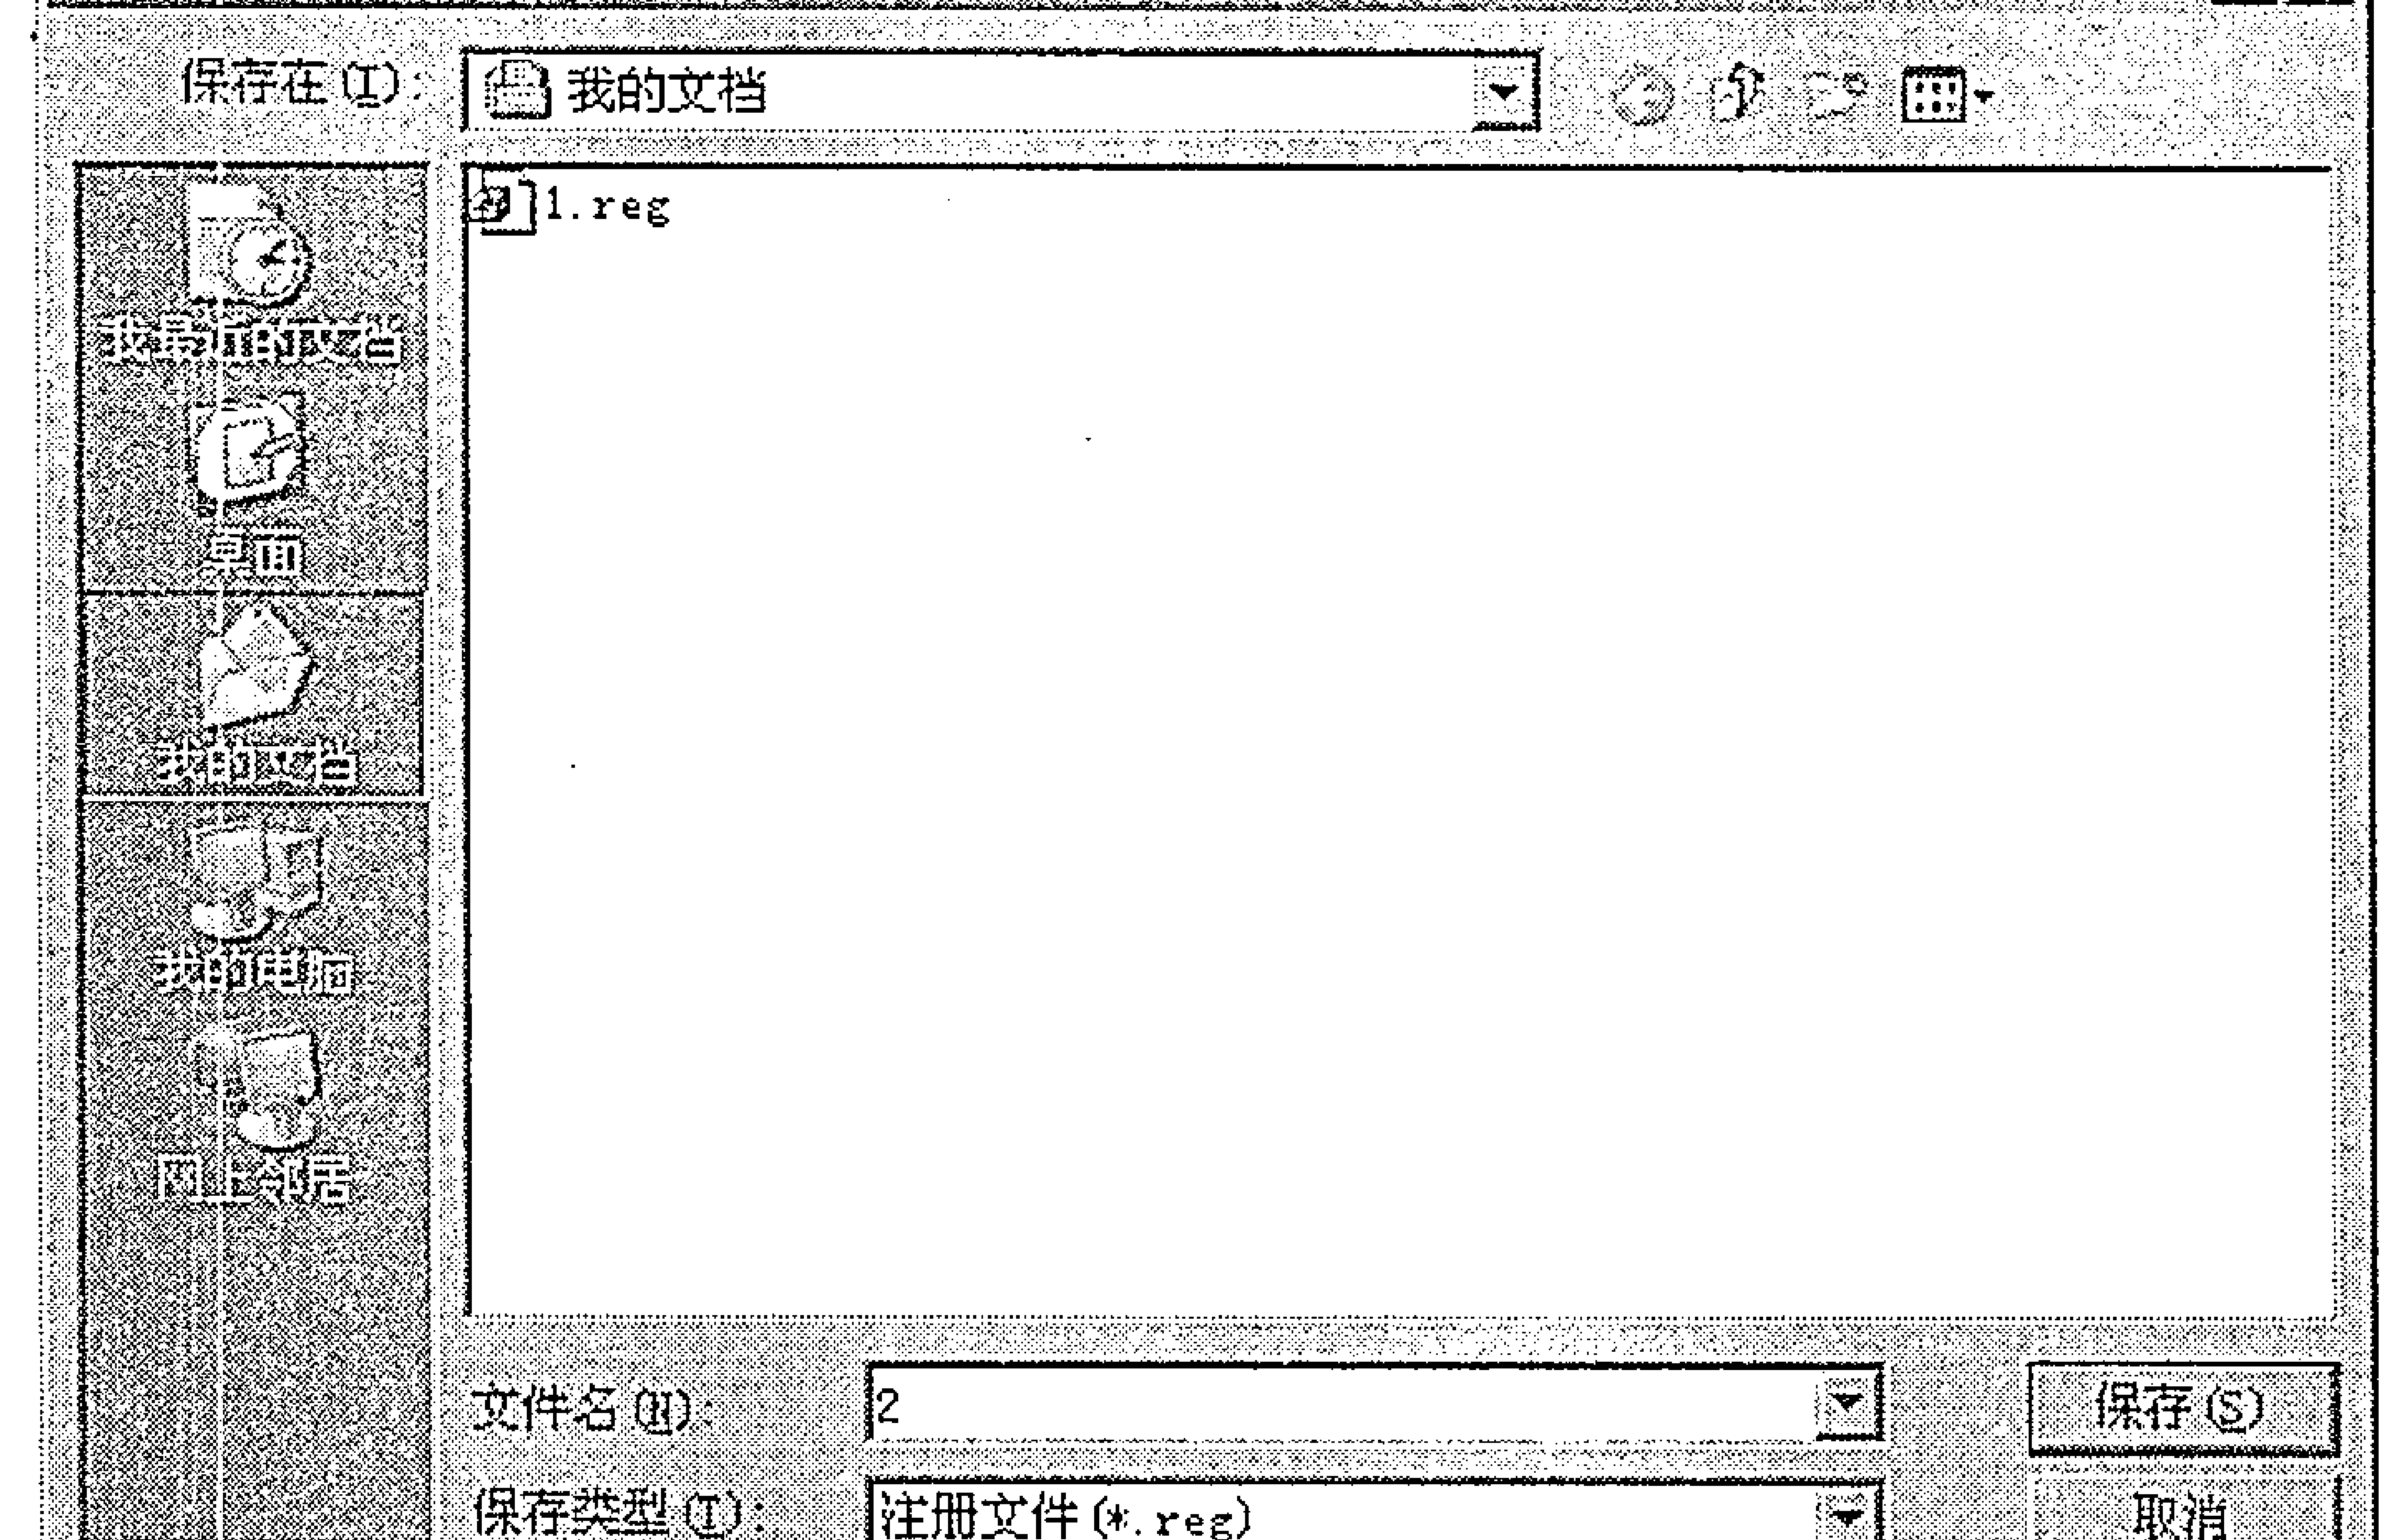 保存在(I):
我的文档
1.reg
我最近的文档
桌面
我的文档
我的电脑
网上邻居
文件名(N):
2
保存(S)
保存类型(T):
注册文件(*.reg)
取消